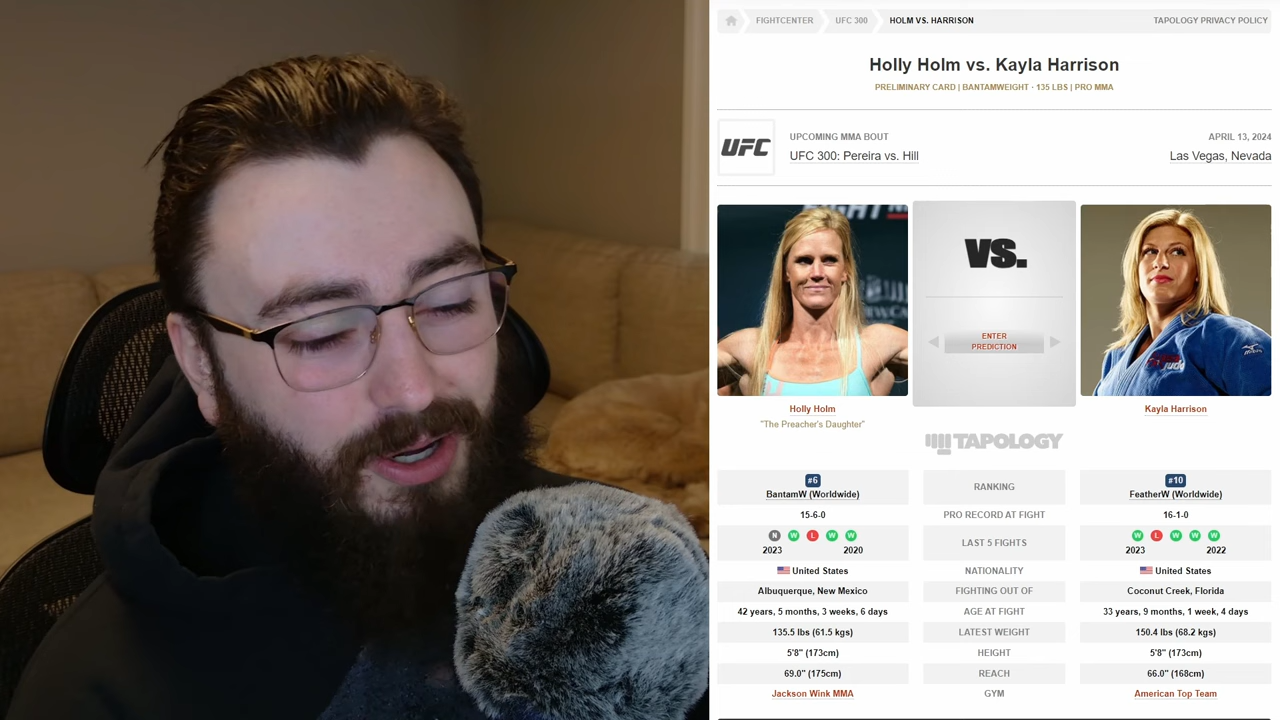 FIGHTCENTER
UFC 300
HOLM VS. HARRISON
TAPOLOGY PRIVACY POLICY
Holly Holm vs. Kayla Harrison
PRELIMINARY CARD | BANTAMWEIGHT · 135 LBS | PRO MMA
UFC
UPCOMING MMA BOUT
APRIL 13, 2024
UFC 300: Pereira vs. Hill
Las Vegas, Nevada
VS.
ENTER
PREDICTION
Holly Holm
Kayla Harrison
"The Preacher's Daughter"
TAPOLOGY
#6
BantamW (Worldwide)
RANKING
#10
FeatherW (Worldwide)
15-6-0
PRO RECORD AT FIGHT
16-1-0
N W L W W
2023 2020
LAST 5 FIGHTS
W L W W W
2023 2022
United States
NATIONALITY
United States
Albuquerque, New Mexico
FIGHTING OUT OF
Coconut Creek, Florida
42 years, 5 months, 3 weeks, 6 days
AGE AT FIGHT
33 years, 9 months, 1 week, 4 days
135.5 lbs (61.5 kgs)
LATEST WEIGHT
150.4 lbs (68.2 kgs)
5'8" (173cm)
HEIGHT
5'8" (173cm)
69.0" (175cm)
REACH
66.0" (168cm)
Jackson Wink MMA
GYM
American Top Team